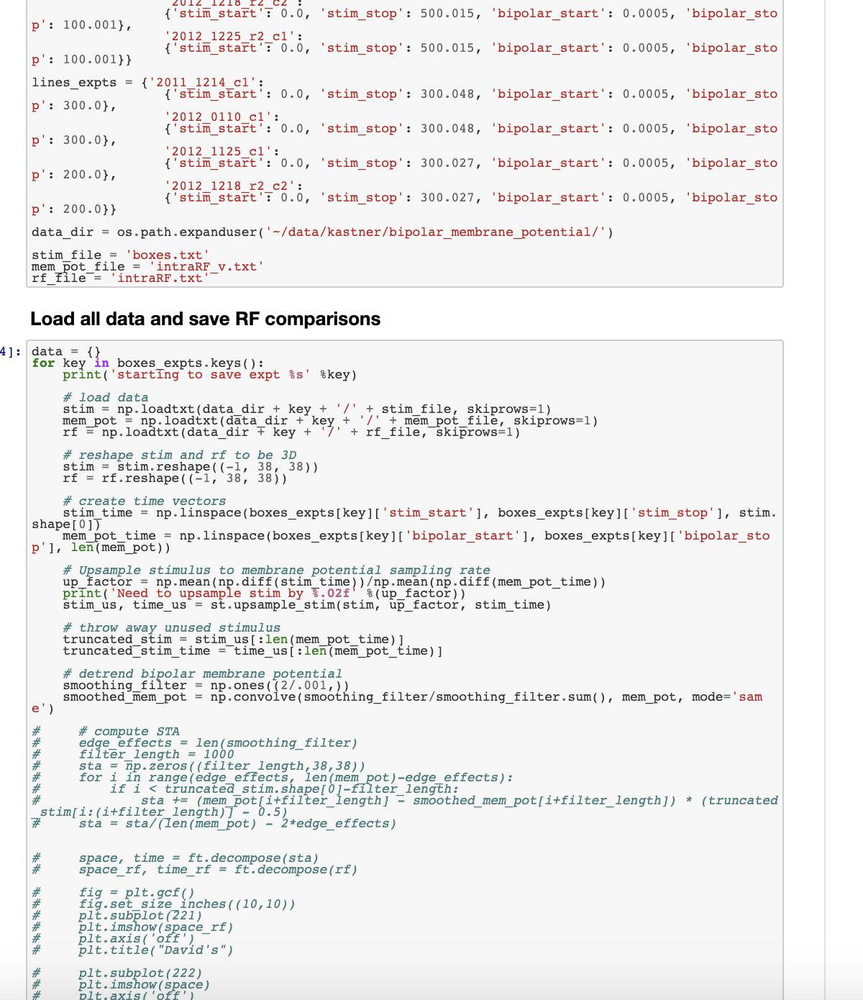 '2012_1218_r2_c2':
{'stim_start': 0.0, 'stim_stop': 500.015, 'bipolar_start': 0.0005, 'bipolar_sto
p': 100.001},
'2012_1225_r2_c1':
{'stim_start': 0.0, 'stim_stop': 500.015, 'bipolar_start': 0.0005, 'bipolar_sto
p': 100.001}}
lines_expts = {'2011_1214_c1':
{'stim_start': 0.0, 'stim_stop': 300.048, 'bipolar_start': 0.0005, 'bipolar_sto
p': 300.0},
'2012_0110_c1':
{'stim_start': 0.0, 'stim_stop': 300.048, 'bipolar_start': 0.0005, 'bipolar_sto
p': 300.0},
'2012_1125_c1':
{'stim_start': 0.0, 'stim_stop': 300.027, 'bipolar_start': 0.0005, 'bipolar_sto
p': 200.0},
'2012_1218_r2_c2':
{'stim_start': 0.0, 'stim_stop': 300.027, 'bipolar_start': 0.0005, 'bipolar_sto
p': 200.0}}
data_dir = os.path.expanduser('~/data/kastner/bipolar_membrane_potential/')
stim_file = 'boxes.txt'
mem_pot_file = 'intraRF_v.txt'
rf_file = 'intraRF.txt'
Load all data and save RF comparisons
4]: data = {}
for key in boxes_expts.keys():
    print('starting to save expt %s' %key)
    # load data
    stim = np.loadtxt(data_dir + key + '/' + stim_file, skiprows=1)
    mem_pot = np.loadtxt(data_dir + key + '/' + mem_pot_file, skiprows=1)
    rf = np.loadtxt(data_dir + key + '/' + rf_file, skiprows=1)
    # reshape stim and rf to be 3D
    stim = stim.reshape((-1, 38, 38))
    rf = rf.reshape((-1, 38, 38))
    # create time vectors
    stim_time = np.linspace(boxes_expts[key]['stim_start'], boxes_expts[key]['stim_stop'], stim.
shape[0])
    mem_pot_time = np.linspace(boxes_expts[key]['bipolar_start'], boxes_expts[key]['bipolar_sto
p'], len(mem_pot))
    # Upsample stimulus to membrane potential sampling rate
    up_factor = np.mean(np.diff(stim_time))/np.mean(np.diff(mem_pot_time))
    print('Need to upsample stim by %.02f' %(up_factor))
    stim_us, time_us = st.upsample_stim(stim, up_factor, stim_time)
    # throw away unused stimulus
    truncated_stim = stim_us[:len(mem_pot_time)]
    truncated_stim_time = time_us[:len(mem_pot_time)]
    # detrend bipolar membrane potential
    smoothing_filter = np.ones((2/.001,))
    smoothed_mem_pot = np.convolve(smoothing_filter/smoothing_filter.sum(), mem_pot, mode='sam
e')
#     # compute STA
#     edge_effects = len(smoothing_filter)
#     filter_length = 1000
#     sta = np.zeros((filter_length,38,38))
#     for i in range(edge_effects, len(mem_pot)-edge_effects):
#         if i < truncated_stim.shape[0]-filter_length:
#             sta += (mem_pot[i+filter_length] - smoothed_mem_pot[i+filter_length]) * (truncated
_stim[i:(i+filter_length)] - 0.5)
#     sta = sta/(len(mem_pot) - 2*edge_effects)
#     space, time = ft.decompose(sta)
#     space_rf, time_rf = ft.decompose(rf)
#     fig = plt.gcf()
#     fig.set_size_inches((10,10))
#     plt.subplot(221)
#     plt.imshow(space_rf)
#     plt.axis('off')
#     plt.title("David's")
#     plt.subplot(222)
#     plt.imshow(space)
#     plt.axis('off')